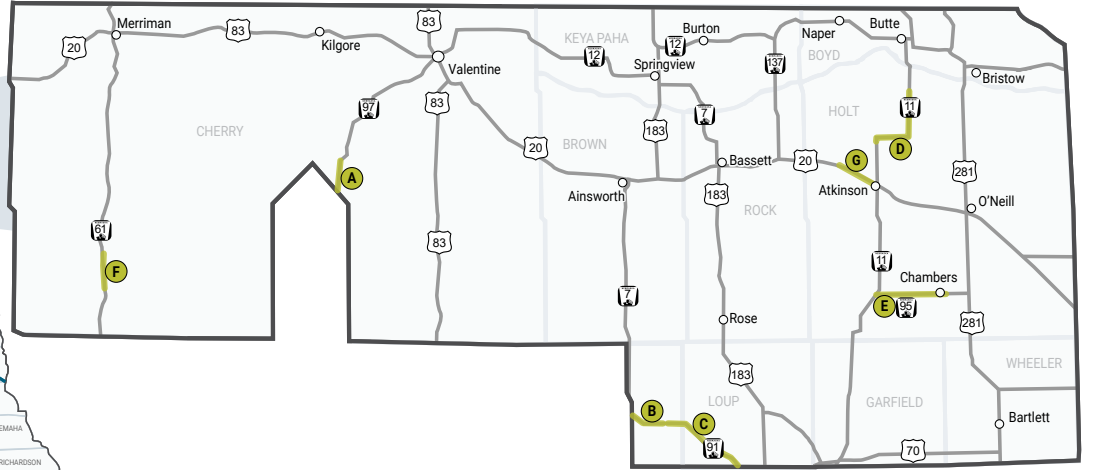 Merriman
83
Kilgore
20
83
Valentine
KEYA PAHA
12
12
Burton
Springview
Naper
Butte
BOYD
137
Bristow
CHERRY
97
83
7
11
HOLT
D
183
BROWN
20
Bassett
20
G
Atkinson
281
A
Ainsworth
183
ROCK
O'Neill
61
83
F
11
Chambers
E
95
7
Rose
281
183
WHEELER
LOUP
GARFIELD
B
C
91
Bartlett
70
EMAHA
RICHARDSON